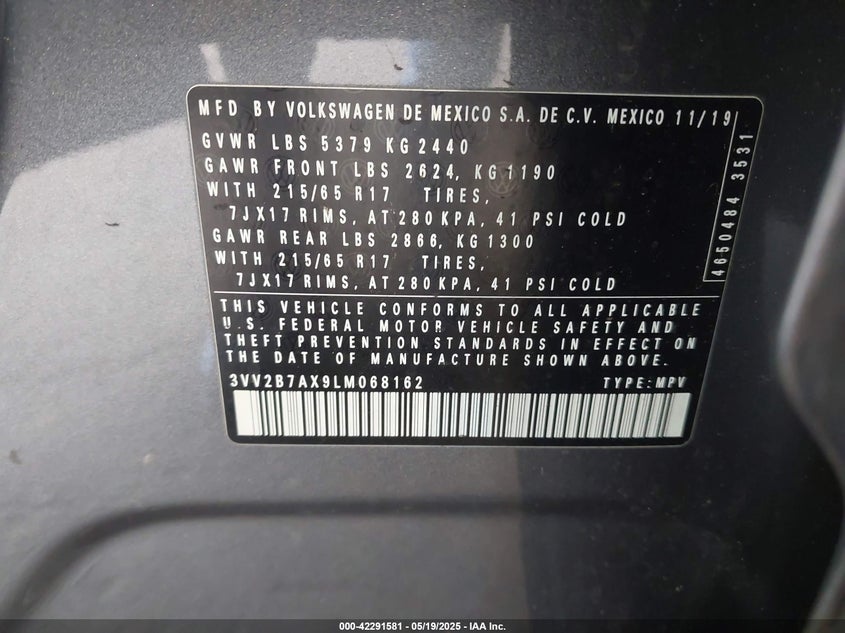 MFD BY VOLKSWAGEN DE MEXICO S.A. DE C.V. MEXICO 11/19
GVWR LBS 5379 KG 2440
GAWR FRONT LBS 2624, KG 1190
WITH 215/65 R17 TIRES,
7JX17 RIMS, AT 280 KPA, 41 PSI COLD
GAWR REAR LBS 2866, KG 1300
WITH 215/65 R17 TIRES,
7JX17 RIMS, AT 280 KPA, 41 PSI COLD
4650484 3531
THIS VEHICLE CONFORMS TO ALL APPLICABLE
U.S. FEDERAL MOTOR VEHICLE SAFETY AND
THEFT PREVENTION STANDARDS IN EFFECT ON
THE DATE OF MANUFACTURE SHOWN ABOVE.
3VV2B7AX9LM068162 TYPE: MPV
000-42291581 - 05/19/2025 - IAA Inc.